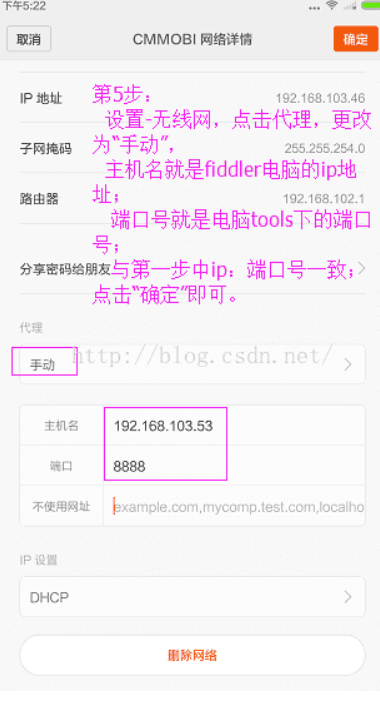 下午5:22
取消
CMMOBI 网络详情
确定
第5步：
IP 地址
192.168.103.46
设置-无线网，点击代理，更改
为“手动”，
子网掩码
255.255.254.0
主机名就是fiddler电脑的ip地
址；
路由器
192.168.102.1
端口号就是电脑tools下的端口
号；
分享密码给朋友
与第一步中ip：端口号一致；
点击“确定”即可。
代理
http://blog.csdn.net/
手动
主机名
192.168.103.53
端口
8888
不使用网址
example.com,mycomp.test.com,localho
IP 设置
DHCP
删除网络